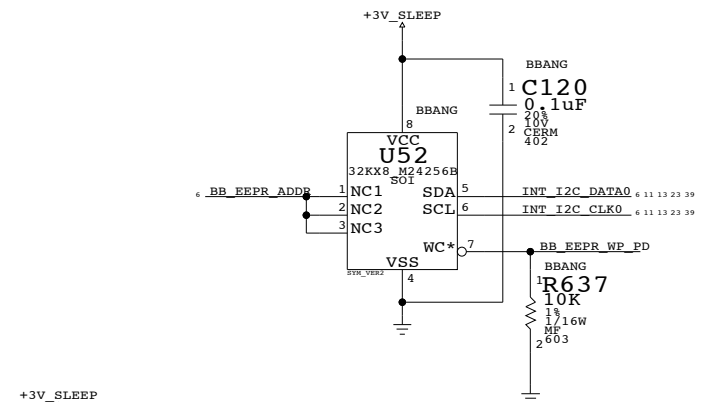 +3V_SLEEP
BBANG
1 C120
0.1uF
20%
10V
2 CERM
402
BBANG
8
VCC
U52
32KX8_M24256B
SOI
6 BB_EEPR_ADDR 1 NC1 SDA 5 INT_I2C_DATA0 6 11 13 23 39
2 NC2 SCL 6 INT_I2C_CLK0 6 11 13 23 39
3 NC3
WC* 7 BB_EEPR_WP_PD
VSS
SYM_VER2
4
BBANG
1 R637
10K
1%
1/16W
MF
2 603
+3V_SLEEP